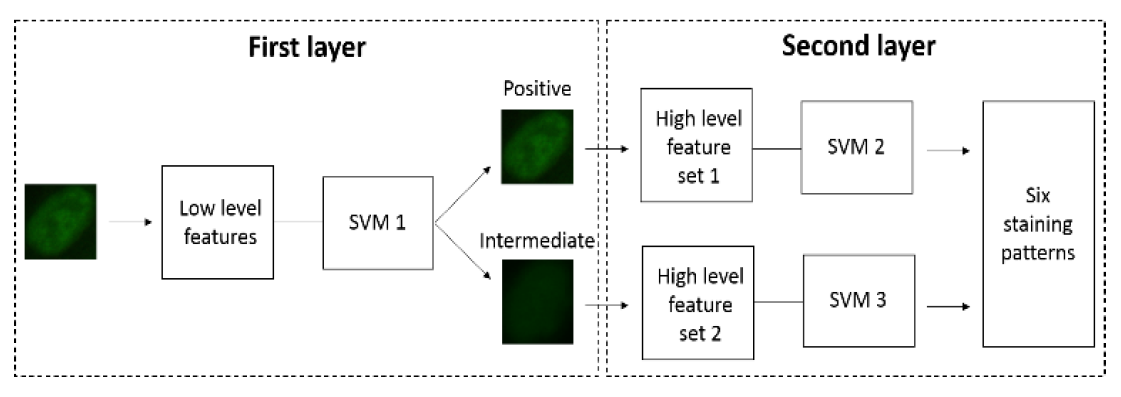 First layer
Second layer
Positive
High level
feature
set 1
SVM 2
Low level
features
SVM 1
Intermediate
High level
feature
set 2
SVM 3
Six
staining
patterns